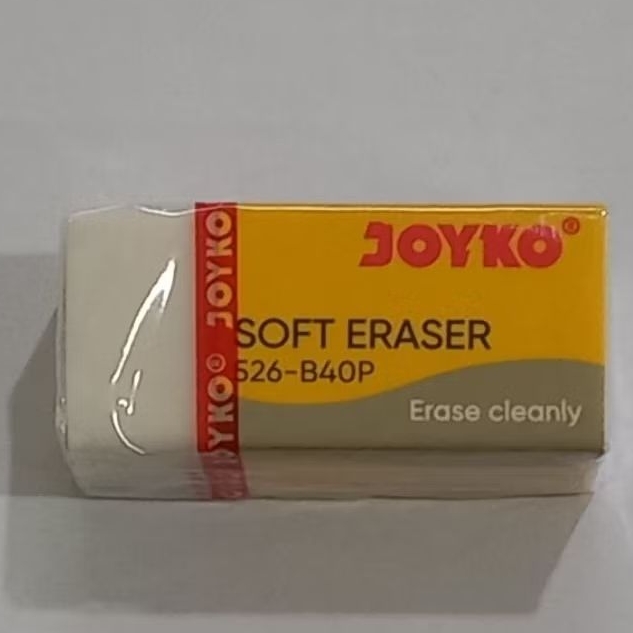 JOYKO®
SOFT ERASER
526-B40P
Erase cleanly
JOYKO
JOYKO®